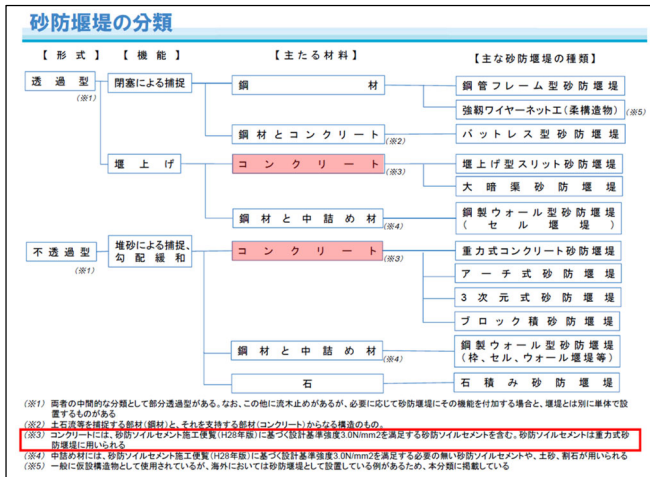 砂防堰堤の分類
【形式】 【機能】 【主たる材料】 【主な砂防堰堤の種類】
透過型
(※1)
閉塞による捕捉
鋼材
鋼管フレーム型砂防堰堤
強靱ワイヤーネット工(柔構造物)
(※5)
鋼材とコンクリート
(※2)
バットレス型砂防堰堤
堰上げ
コンクリート
(※3)
堰上げ型スリット砂防堰堤
大暗渠砂防堰堤
鋼材と中詰め材
(※4)
鋼製ウォール型砂防堰堤
(セル堰堤)
不透過型
(※1)
堆砂による捕捉、
勾配緩和
コンクリート
(※3)
重力式コンクリート砂防堰堤
アーチ式砂防堰堤
3次元式砂防堰堤
ブロック積砂防堰堤
鋼材と中詰め材
(※4)
鋼製ウォール型砂防堰堤
(枠、セル、ウォール堰堤等)
石
石積み砂防堰堤
(※1) 両者の中間的な分類として部分透過型がある。なお、この他に流木止めがあるが、必要に応じて砂防堰堤にその機能を付加する場合と、堰堤とは別に単体で設
置するものがある
(※2) 土石流等を捕捉する部材(鋼材)と、それを支持する部材(コンクリート)からなる構造のもの。
(※3) コンクリートには、砂防ソイルセメント施工便覧(H28年版)に基づく設計基準強度3.0N/mm2を満足する砂防ソイルセメントを含む。砂防ソイルセメントは重力式砂
防堰堤に用いられる
(※4) 中詰め材には、砂防ソイルセメント施工便覧(H28年版)に基づく設計基準強度3.0N/mm2を満足する必要の無い砂防ソイルセメントや、土砂、割石が用いられる
(※5) 一般に仮設構造物として使用されているが、海外においては砂防堰堤として設置している例があるため、本分類に掲載している